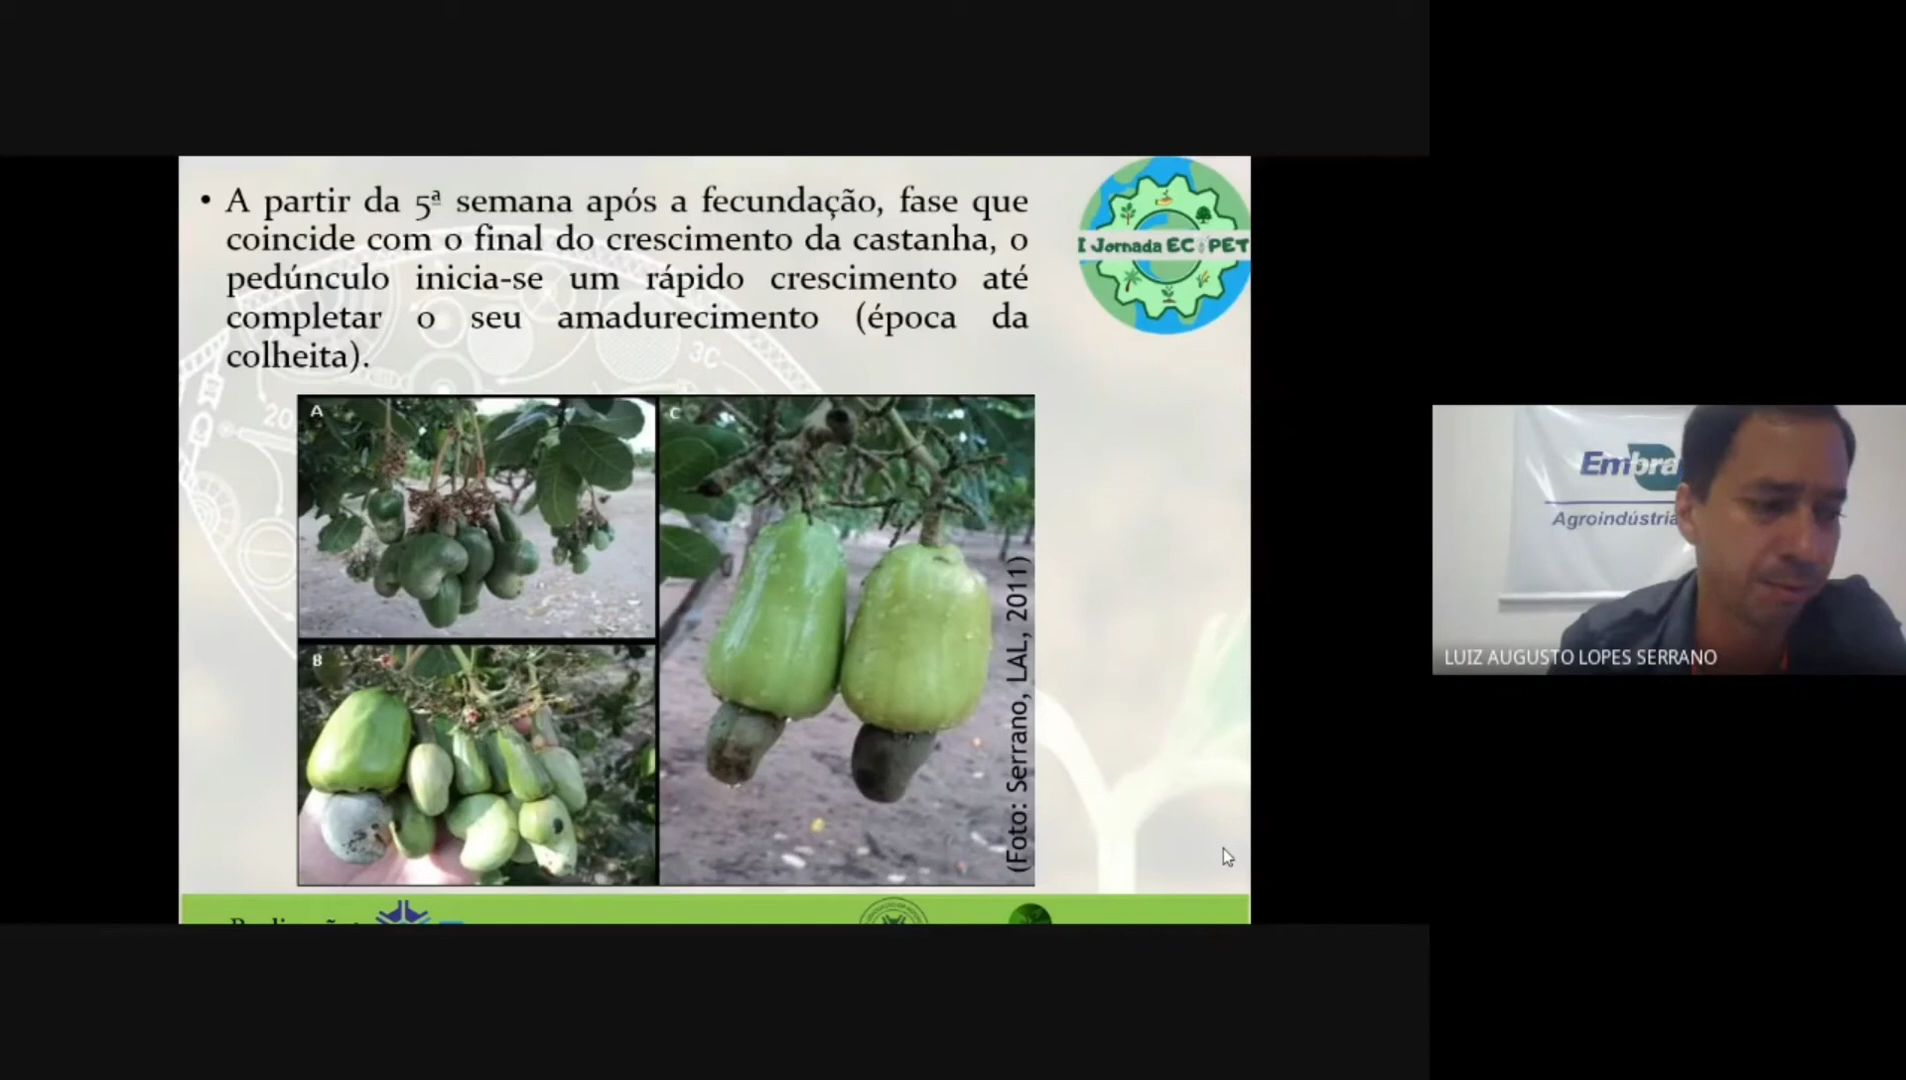 • A partir da 5ª semana após a fecundação, fase que
coincide com o final do crescimento da castanha, o
pedúnculo inicia-se um rápido crescimento até
completar o seu amadurecimento (época da
colheita).
I Jornada EC PET
A
C
B
(Foto: Serrano, LAL, 2011)
3C
20
Embra
Agroindústria
LUIZ AUGUSTO LOPES SERRANO